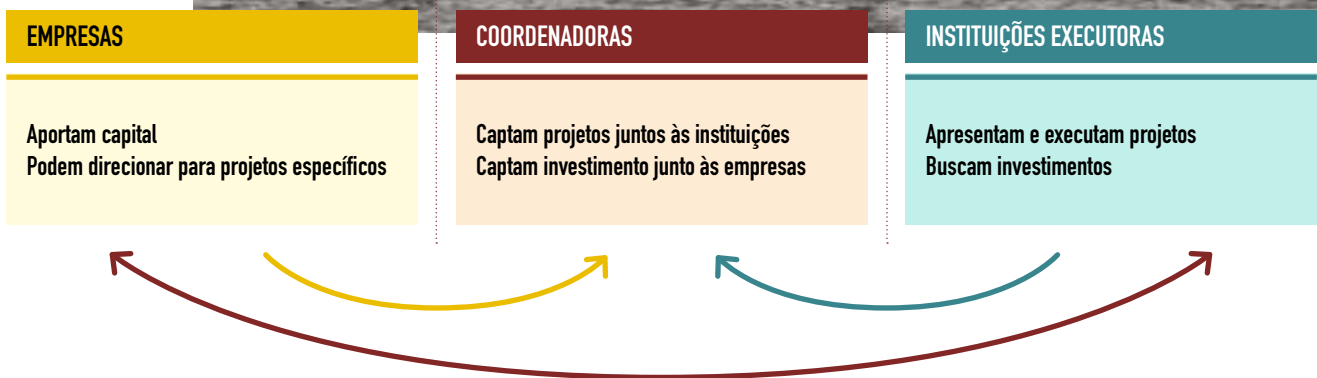 EMPRESAS
Aportam capital
Podem direcionar para projetos específicos
COORDENADORAS
Captam projetos juntos às instituições
Captam investimento junto às empresas
INSTITUIÇÕES EXECUTORAS
Apresentam e executam projetos
Buscam investimentos